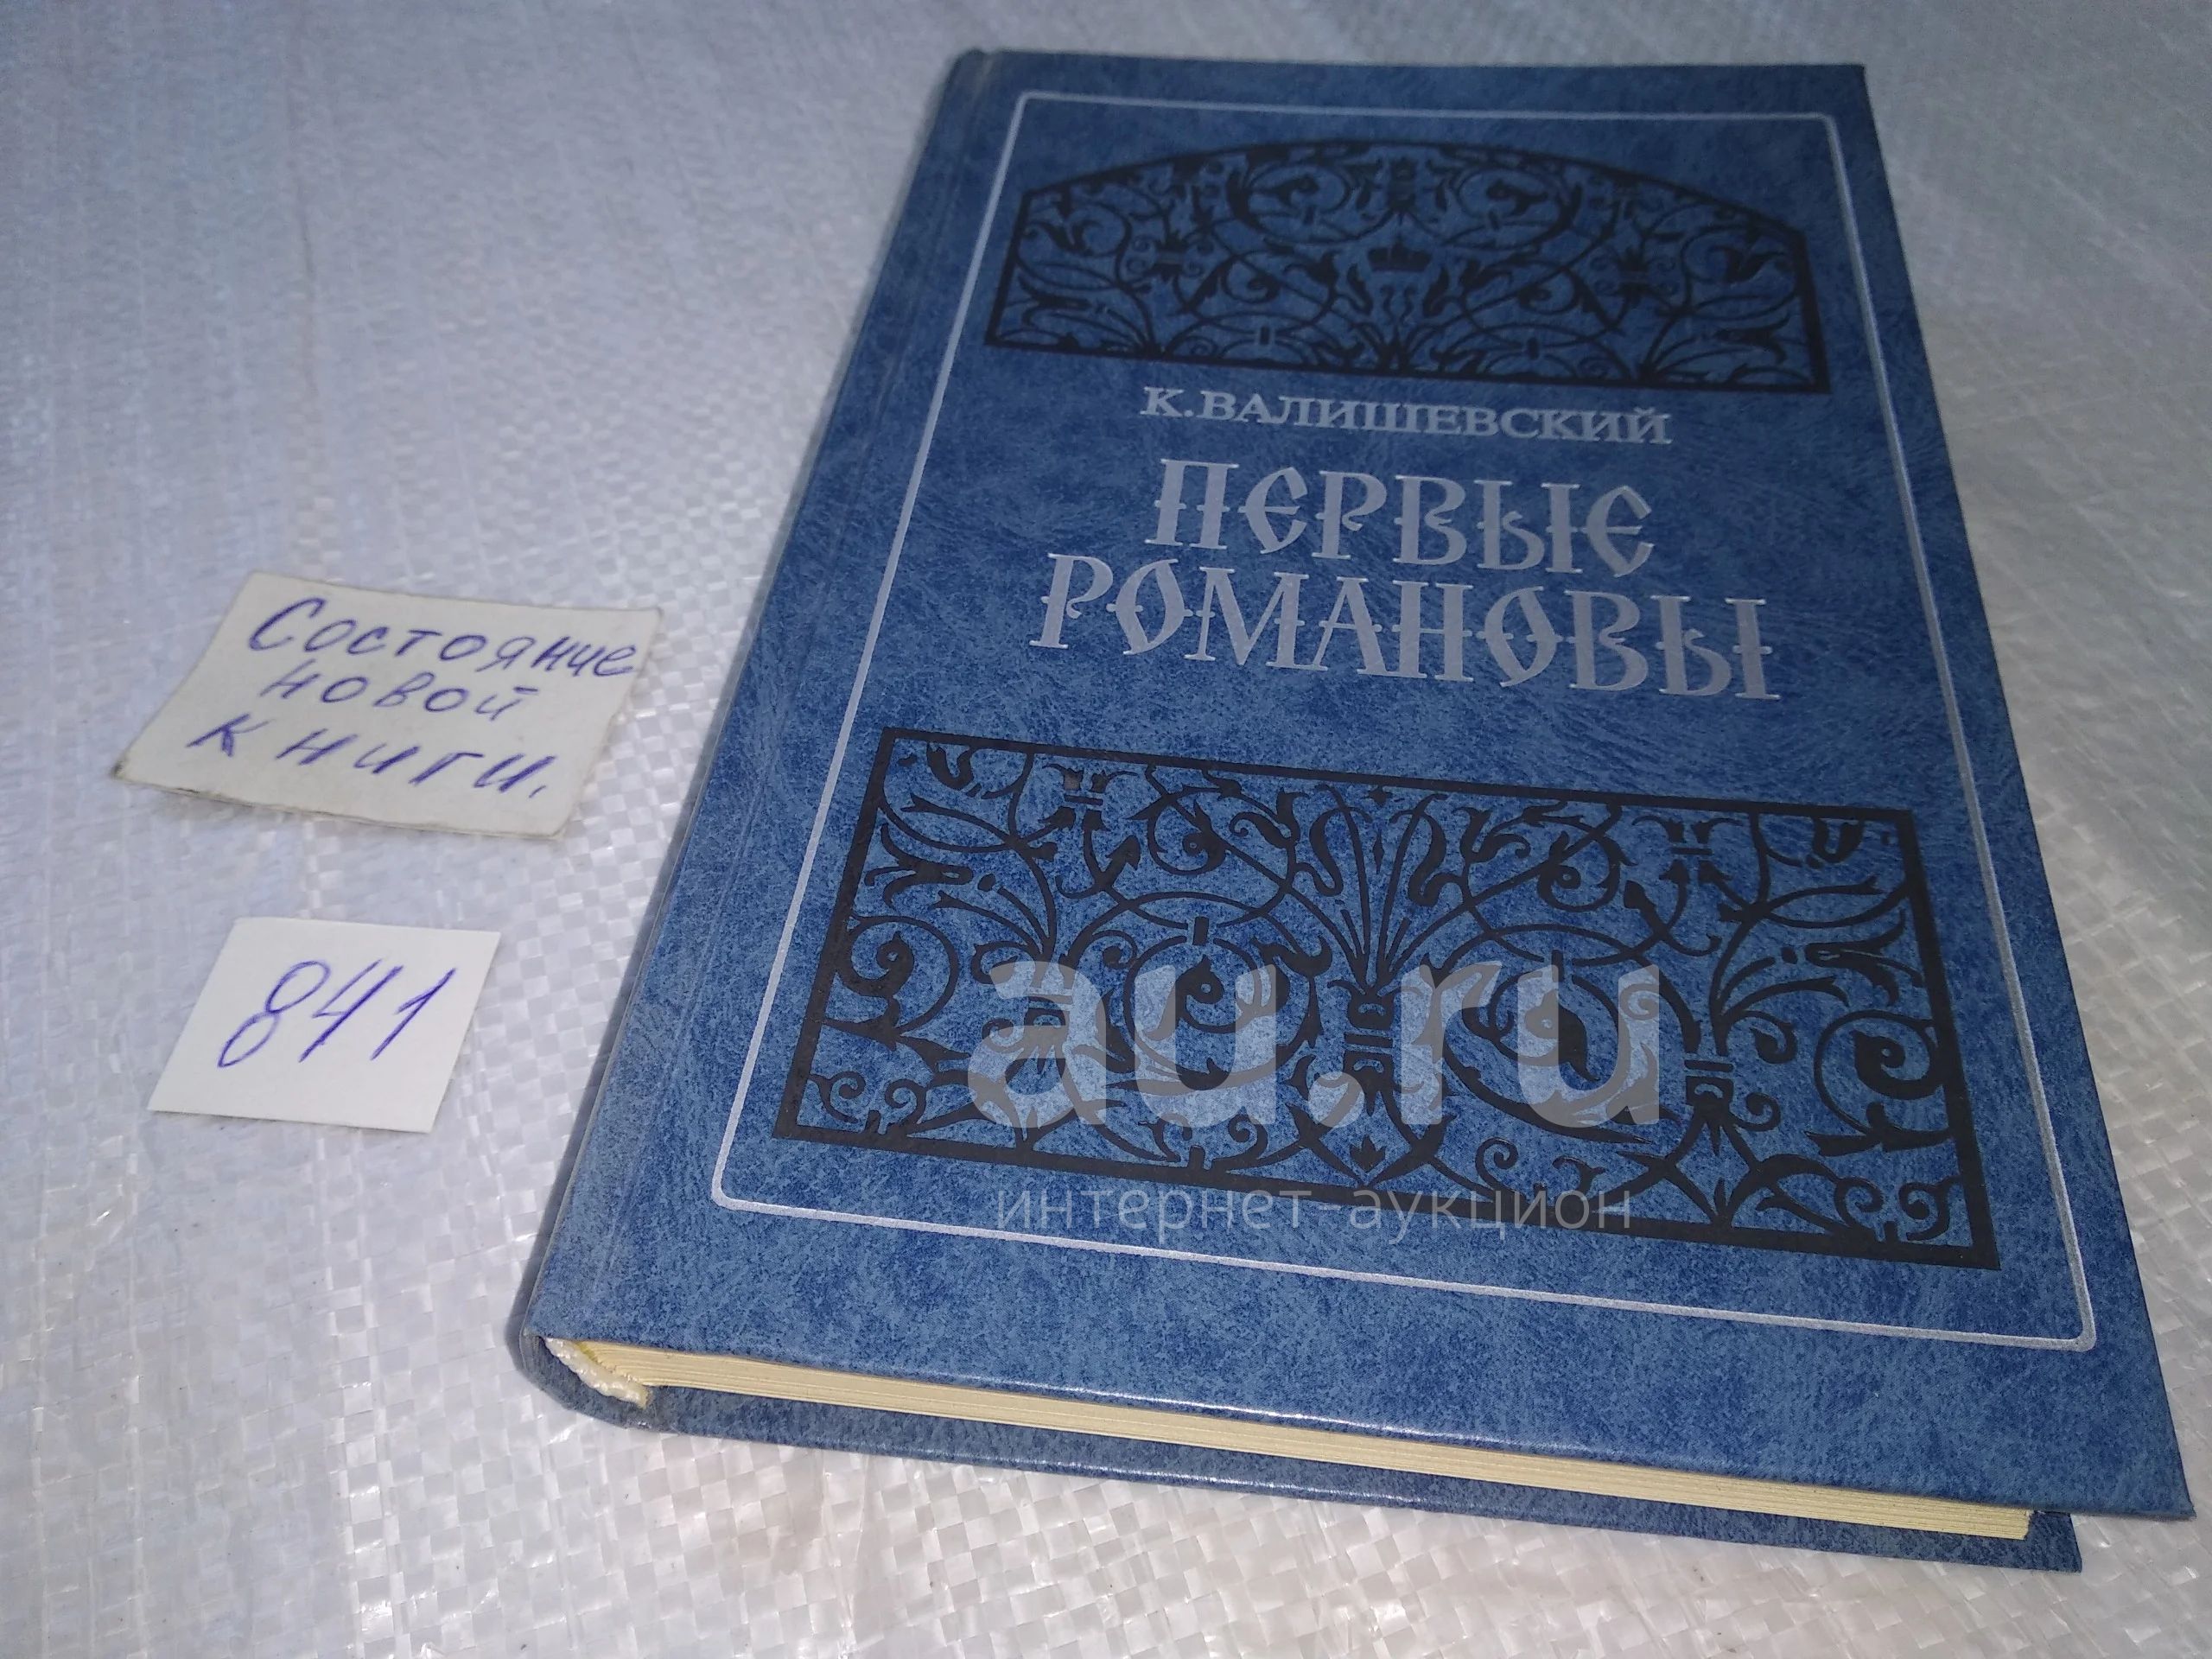 К.ВАЛИШЕВСКИЙ
ПЕРВЫЕ
РОМАНОВЫ
Состояние
новой
книги.
841
au.ru
интернет-аукцион